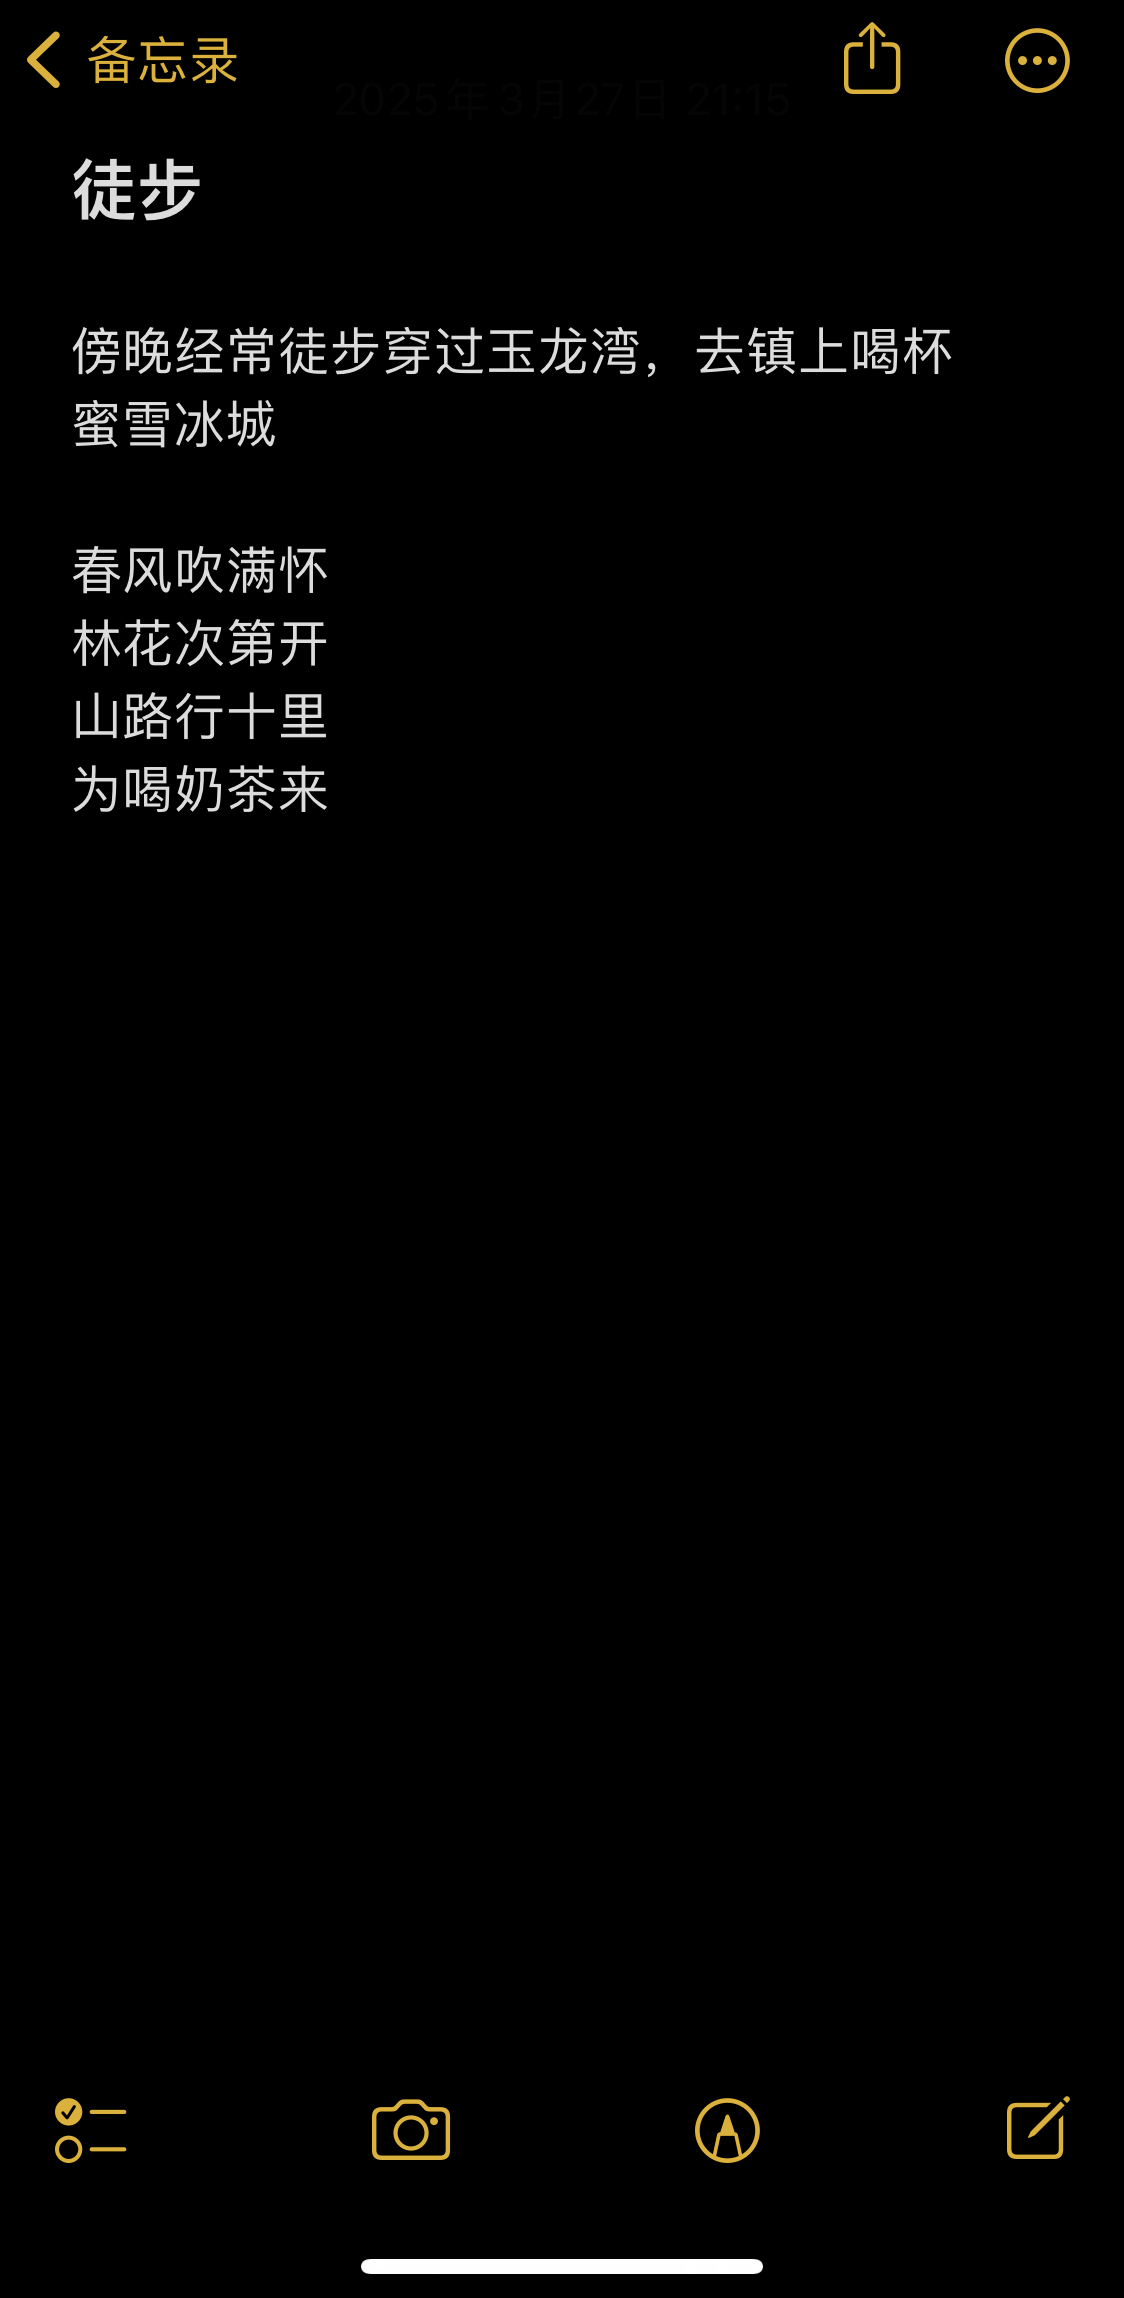 备忘录
2025年3月27日 21:15
徒步
傍晚经常徒步穿过玉龙湾，去镇上喝杯
蜜雪冰城
春风吹满怀
林花次第开
山路行十里
为喝奶茶来